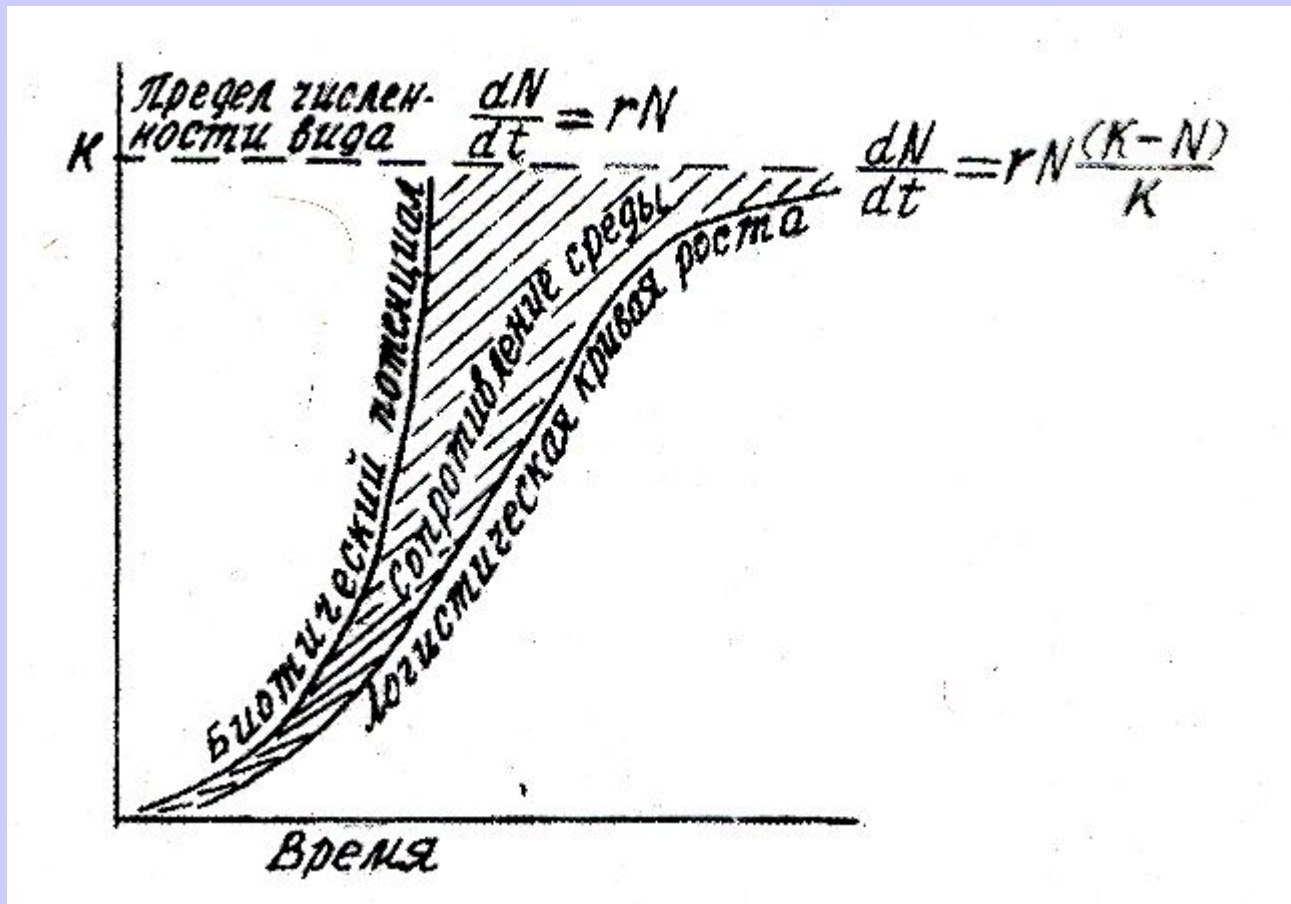 Предел числен-
ности вида
K
dN/dt = rN
dN/dt = rN (K-N)/K
Биотический потенциал
Сопротивление среды
Логистическая кривая роста
Время